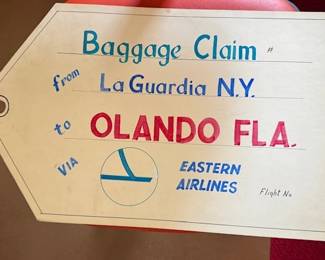 Baggage Claim #
from La Guardia N.Y.
to OLANDO FLA.
VIA EASTERN
AIRLINES
Flight No